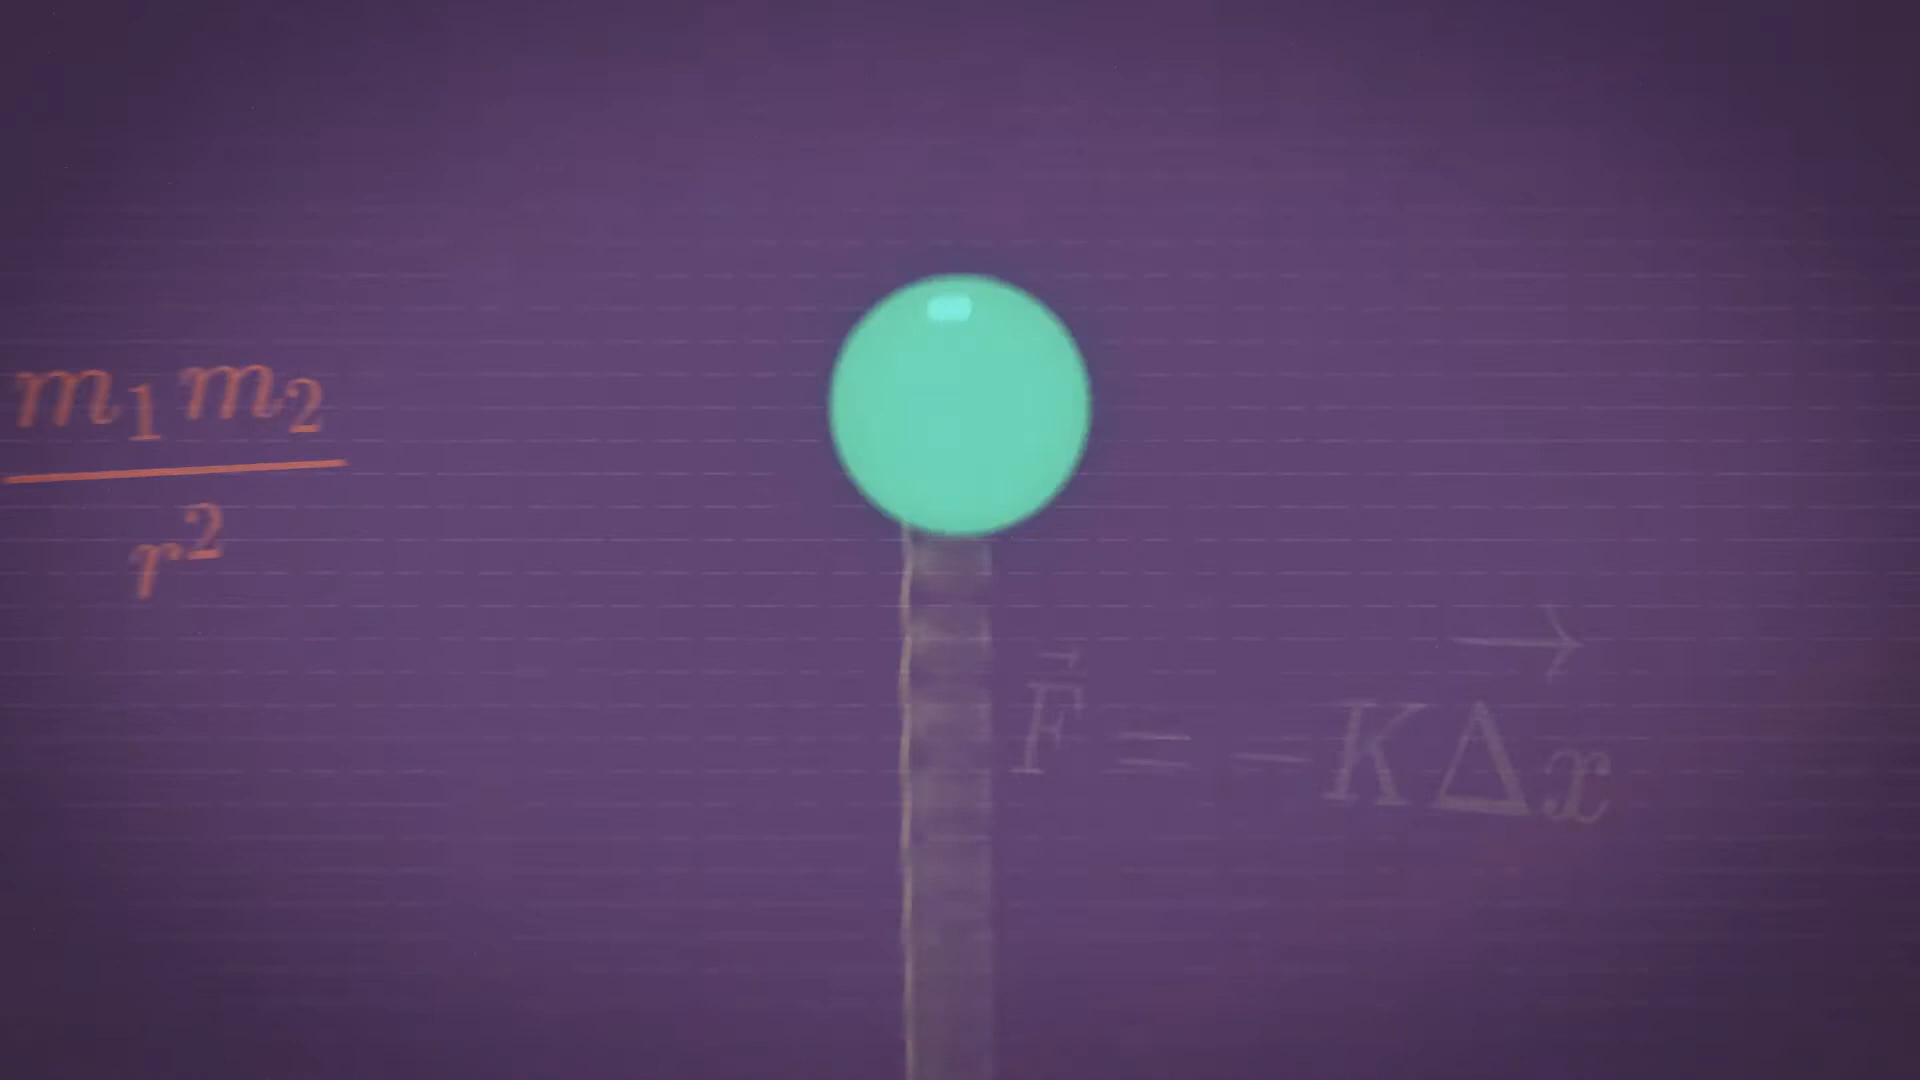 m₁m₂
r²
F⃗ = −KΔx⃗